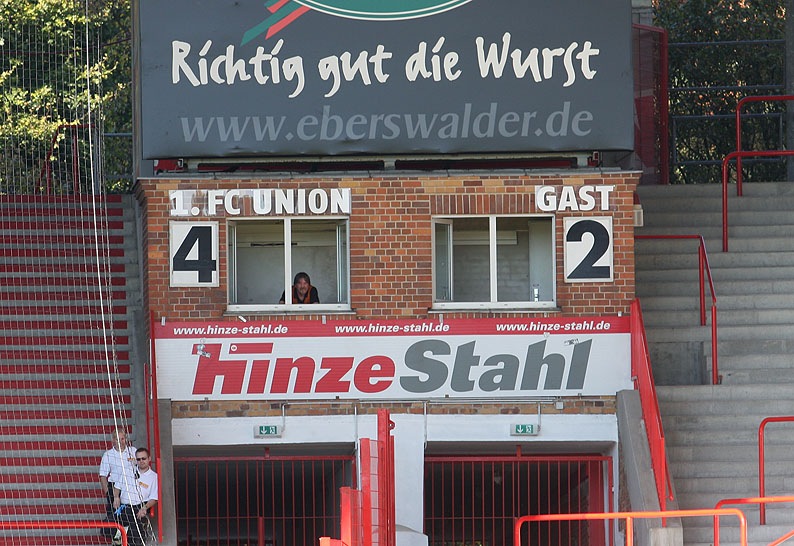 Richtig gut die Wurst
www.eberswalder.de
1. FC UNION GAST
4 2
www.hinze-stahl.de www.hinze-stahl.de www.hinze-stahl.de
Hinze Stahl